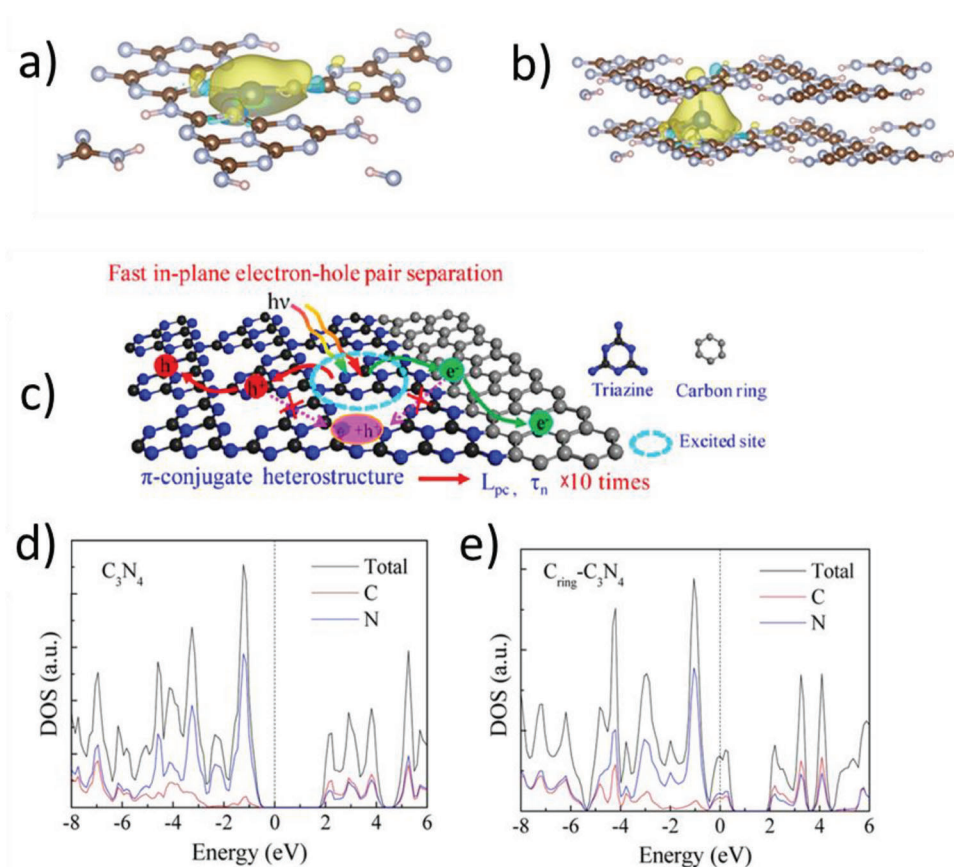 a)
b)
Fast in-plane electron-hole pair separation
hν
h
h⁺
e⁻
e⁻
e⁻+h⁺
c)
Triazine
Carbon ring
Excited site
π-conjugate heterostructure
L_pc, τ_n ×10 times
d)
C₃N₄
Total
C
N
DOS (a.u.)
-8 -6 -4 -2 0 2 4 6
Energy (eV)
e)
C_ring-C₃N₄
Total
C
N
DOS (a.u.)
-8 -6 -4 -2 0 2 4 6
Energy (eV)